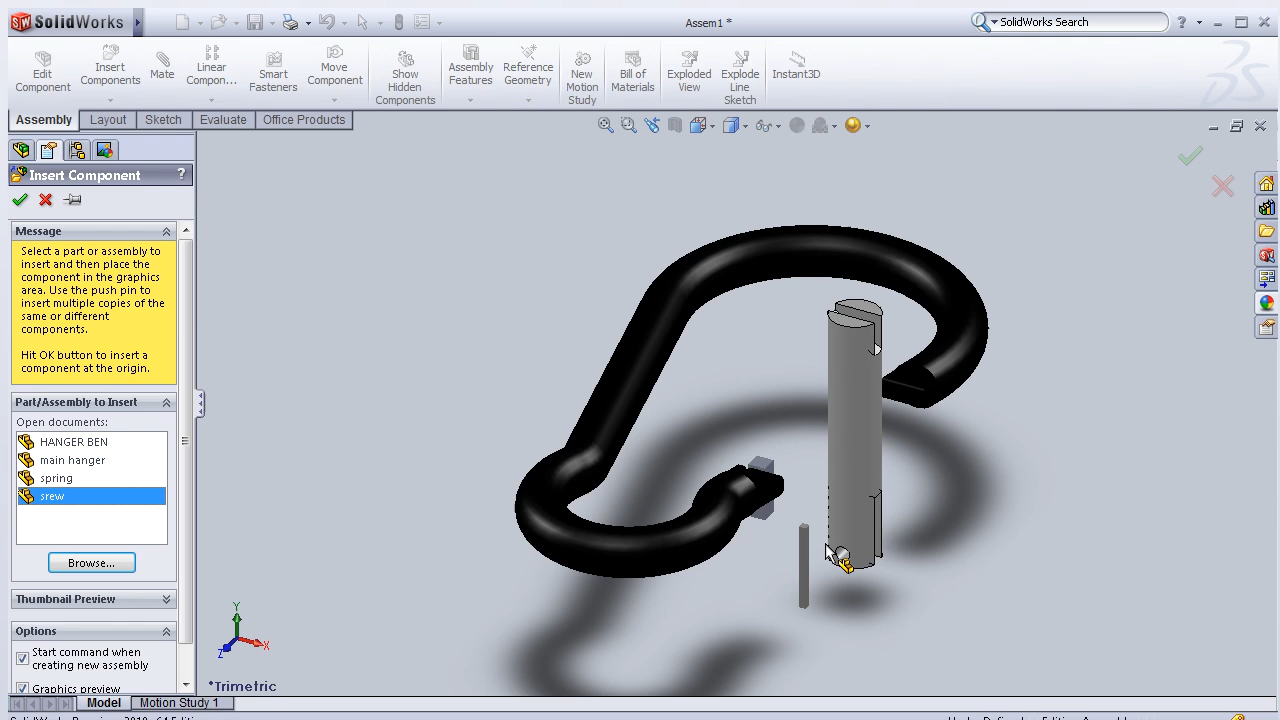 SolidWorks
Assem1 *
SolidWorks Search
Edit Component
Insert Components
Mate
Linear Compon...
Smart Fasteners
Move Component
Show Hidden Components
Assembly Features
Reference Geometry
New Motion Study
Bill of Materials
Exploded View
Explode Line Sketch
Instant3D
Assembly
Layout
Sketch
Evaluate
Office Products
Insert Component
?
Message
Select a part or assembly to
insert and then place the
component in the graphics
area. Use the push pin to
insert multiple copies of the
same or different
components.
Hit OK button to insert a
component at the origin.
Part/Assembly to Insert
Open documents:
HANGER BEN
main hanger
spring
srew
Browse...
Thumbnail Preview
Options
Start command when
creating new assembly
Graphics preview
Y
X
Z
*Trimetric
Model
Motion Study 1